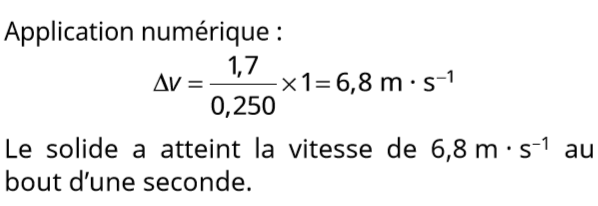 Application numérique :
Δv = 1,7 / 0,250 × 1 = 6,8 m · s⁻¹
Le solide a atteint la vitesse de 6,8 m · s⁻¹ au
bout d’une seconde.